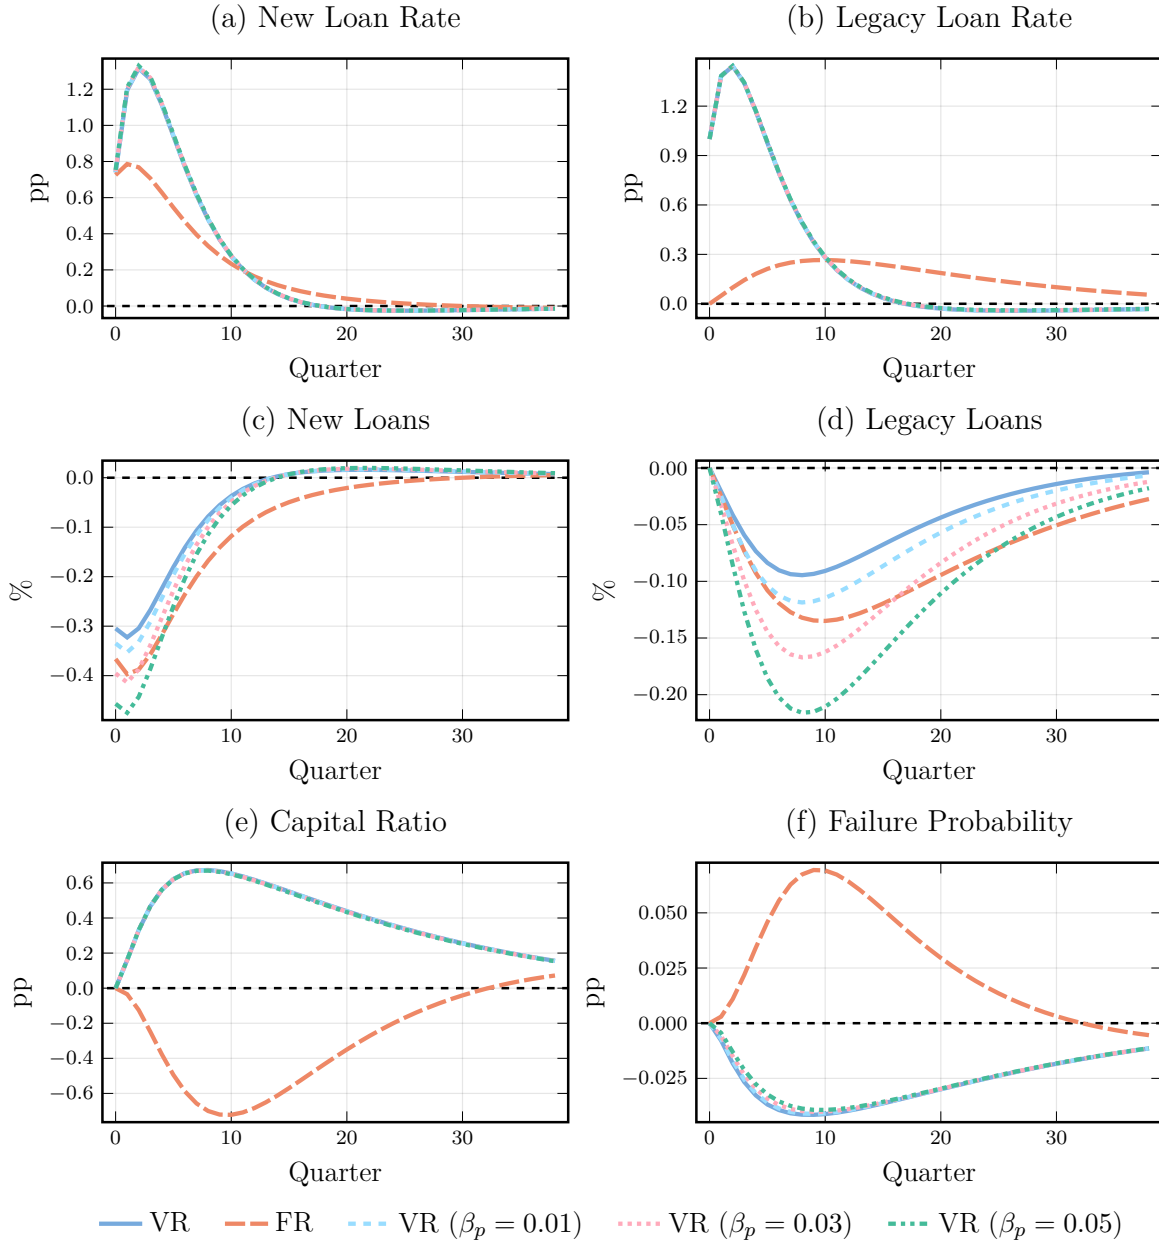 (a) New Loan Rate
pp
1.2
1.0
0.8
0.6
0.4
0.2
0.0
0 10 20 30
Quarter
(b) Legacy Loan Rate
pp
1.2
0.9
0.6
0.3
0.0
0 10 20 30
Quarter
(c) New Loans
%
0.0
−0.1
−0.2
−0.3
−0.4
0 10 20 30
Quarter
(d) Legacy Loans
%
0.00
−0.05
−0.10
−0.15
−0.20
0 10 20 30
Quarter
(e) Capital Ratio
pp
0.6
0.4
0.2
0.0
−0.2
−0.4
−0.6
0 10 20 30
Quarter
(f) Failure Probability
pp
0.050
0.025
0.000
−0.025
0 10 20 30
Quarter
VR FR VR (βp = 0.01) VR (βp = 0.03) VR (βp = 0.05)